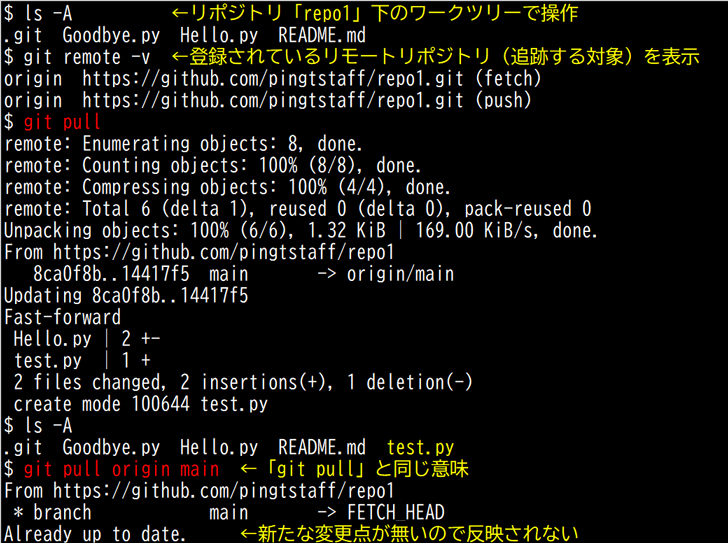 $ ls -A ←リポジトリ「repo1」下のワークツリーで操作
.git Goodbye.py Hello.py README.md
$ git remote -v ←登録されているリモートリポジトリ（追跡する対象）を表示
origin https://github.com/pingtstaff/repo1.git (fetch)
origin https://github.com/pingtstaff/repo1.git (push)
$ git pull
remote: Enumerating objects: 8, done.
remote: Counting objects: 100% (8/8), done.
remote: Compressing objects: 100% (4/4), done.
remote: Total 6 (delta 1), reused 0 (delta 0), pack-reused 0
Unpacking objects: 100% (6/6), 1.32 KiB | 169.00 KiB/s, done.
From https://github.com/pingtstaff/repo1
   8ca0f8b..14417f5  main       -> origin/main
Updating 8ca0f8b..14417f5
Fast-forward
 Hello.py | 2 +-
 test.py  | 1 +
 2 files changed, 2 insertions(+), 1 deletion(-)
 create mode 100644 test.py
$ ls -A
.git Goodbye.py Hello.py README.md test.py
$ git pull origin main ←「git pull」と同じ意味
From https://github.com/pingtstaff/repo1
 * branch            main       -> FETCH_HEAD
Already up to date. ←新たな変更点が無いので反映されない